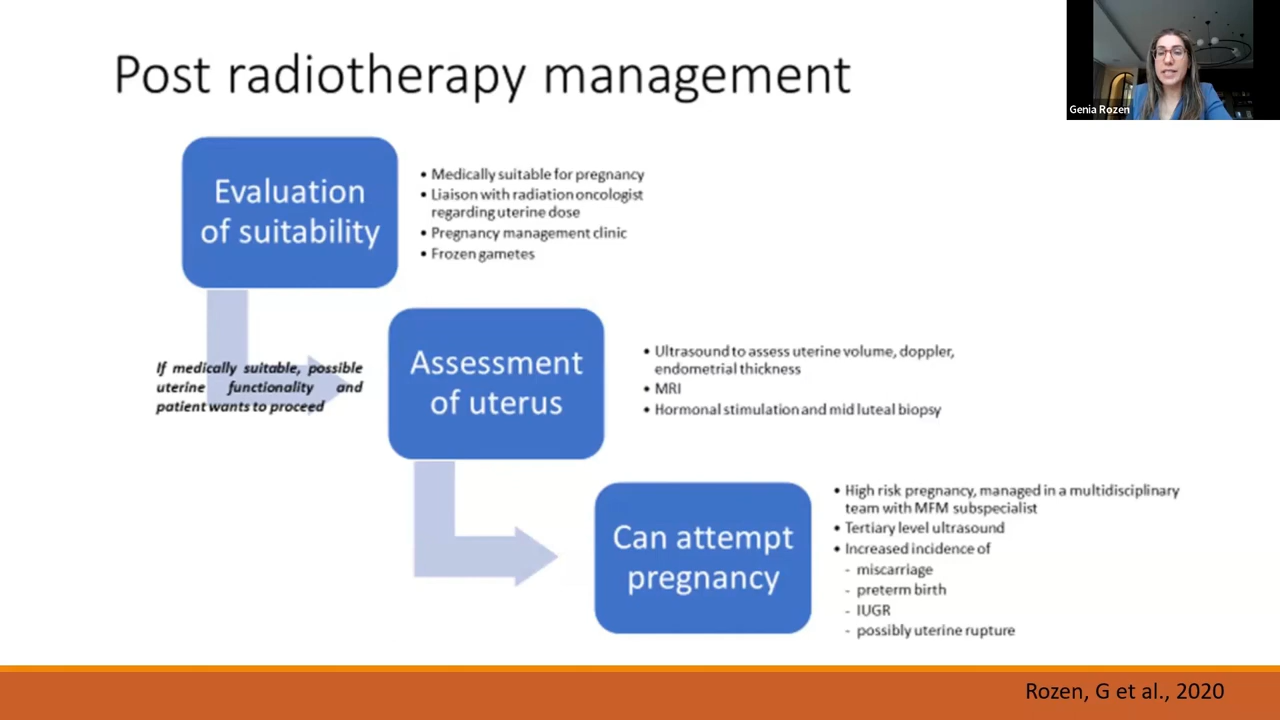 Post radiotherapy management
Genia Rozen
Evaluation
of suitability
• Medically suitable for pregnancy
• Liaison with radiation oncologist
regarding uterine dose
• Pregnancy management clinic
• Frozen gametes
If medically suitable, possible
uterine functionality and
patient wants to proceed
Assessment
of uterus
• Ultrasound to assess uterine volume, doppler,
endometrial thickness
• MRI
• Hormonal stimulation and mid luteal biopsy
Can attempt
pregnancy
• High risk pregnancy, managed in a multidisciplinary
team with MFM subspecialist
• Tertiary level ultrasound
• Increased incidence of
- miscarriage
- preterm birth
- IUGR
- possibly uterine rupture
Rozen, G et al., 2020